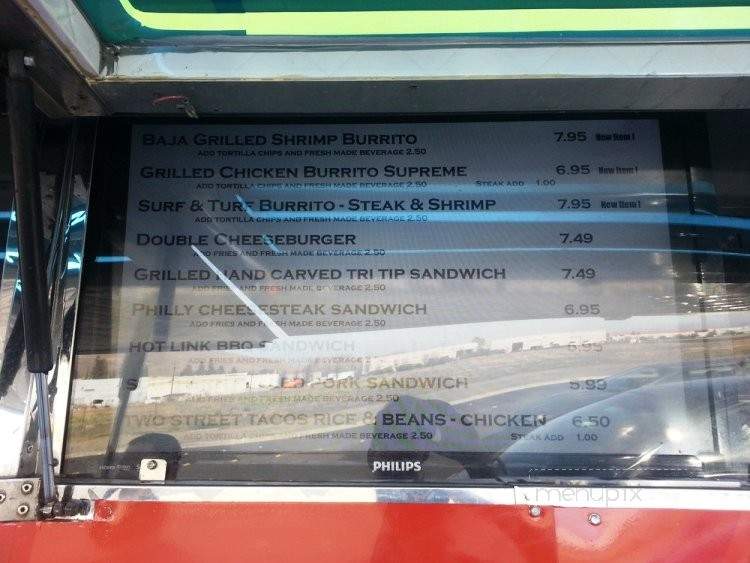 BAJA GRILLED SHRIMP BURRITO 7.95 New Item!
ADD TORTILLA CHIPS AND FRESH MADE BEVERAGE 2.50
GRILLED CHICKEN BURRITO SUPREME 6.95 New Item!
ADD TORTILLA CHIPS AND FRESH MADE BEVERAGE 2.50 STEAK ADD 1.00
SURF & TURF BURRITO - STEAK & SHRIMP 7.95 New Item!
ADD TORTILLA CHIPS AND FRESH MADE BEVERAGE 2.50
DOUBLE CHEESEBURGER 7.49
ADD FRIES AND FRESH MADE BEVERAGE 2.50
GRILLED HAND CARVED TRI TIP SANDWICH 7.49
ADD FRIES AND FRESH MADE BEVERAGE 2.50
PHILLY CHEESESTEAK SANDWICH 6.95
ADD FRIES AND FRESH MADE BEVERAGE 2.50
HOT LINK BBQ SANDWICH 5.95
PORK SANDWICH 5.99
ADD FRIES AND FRESH MADE BEVERAGE 2.50
TWO STREET TACOS RICE & BEANS - CHICKEN 6.50
ADD TORTILLA CHIPS AND FRESH MADE BEVERAGE 2.50 STEAK ADD 1.00
PHILIPS
menupix